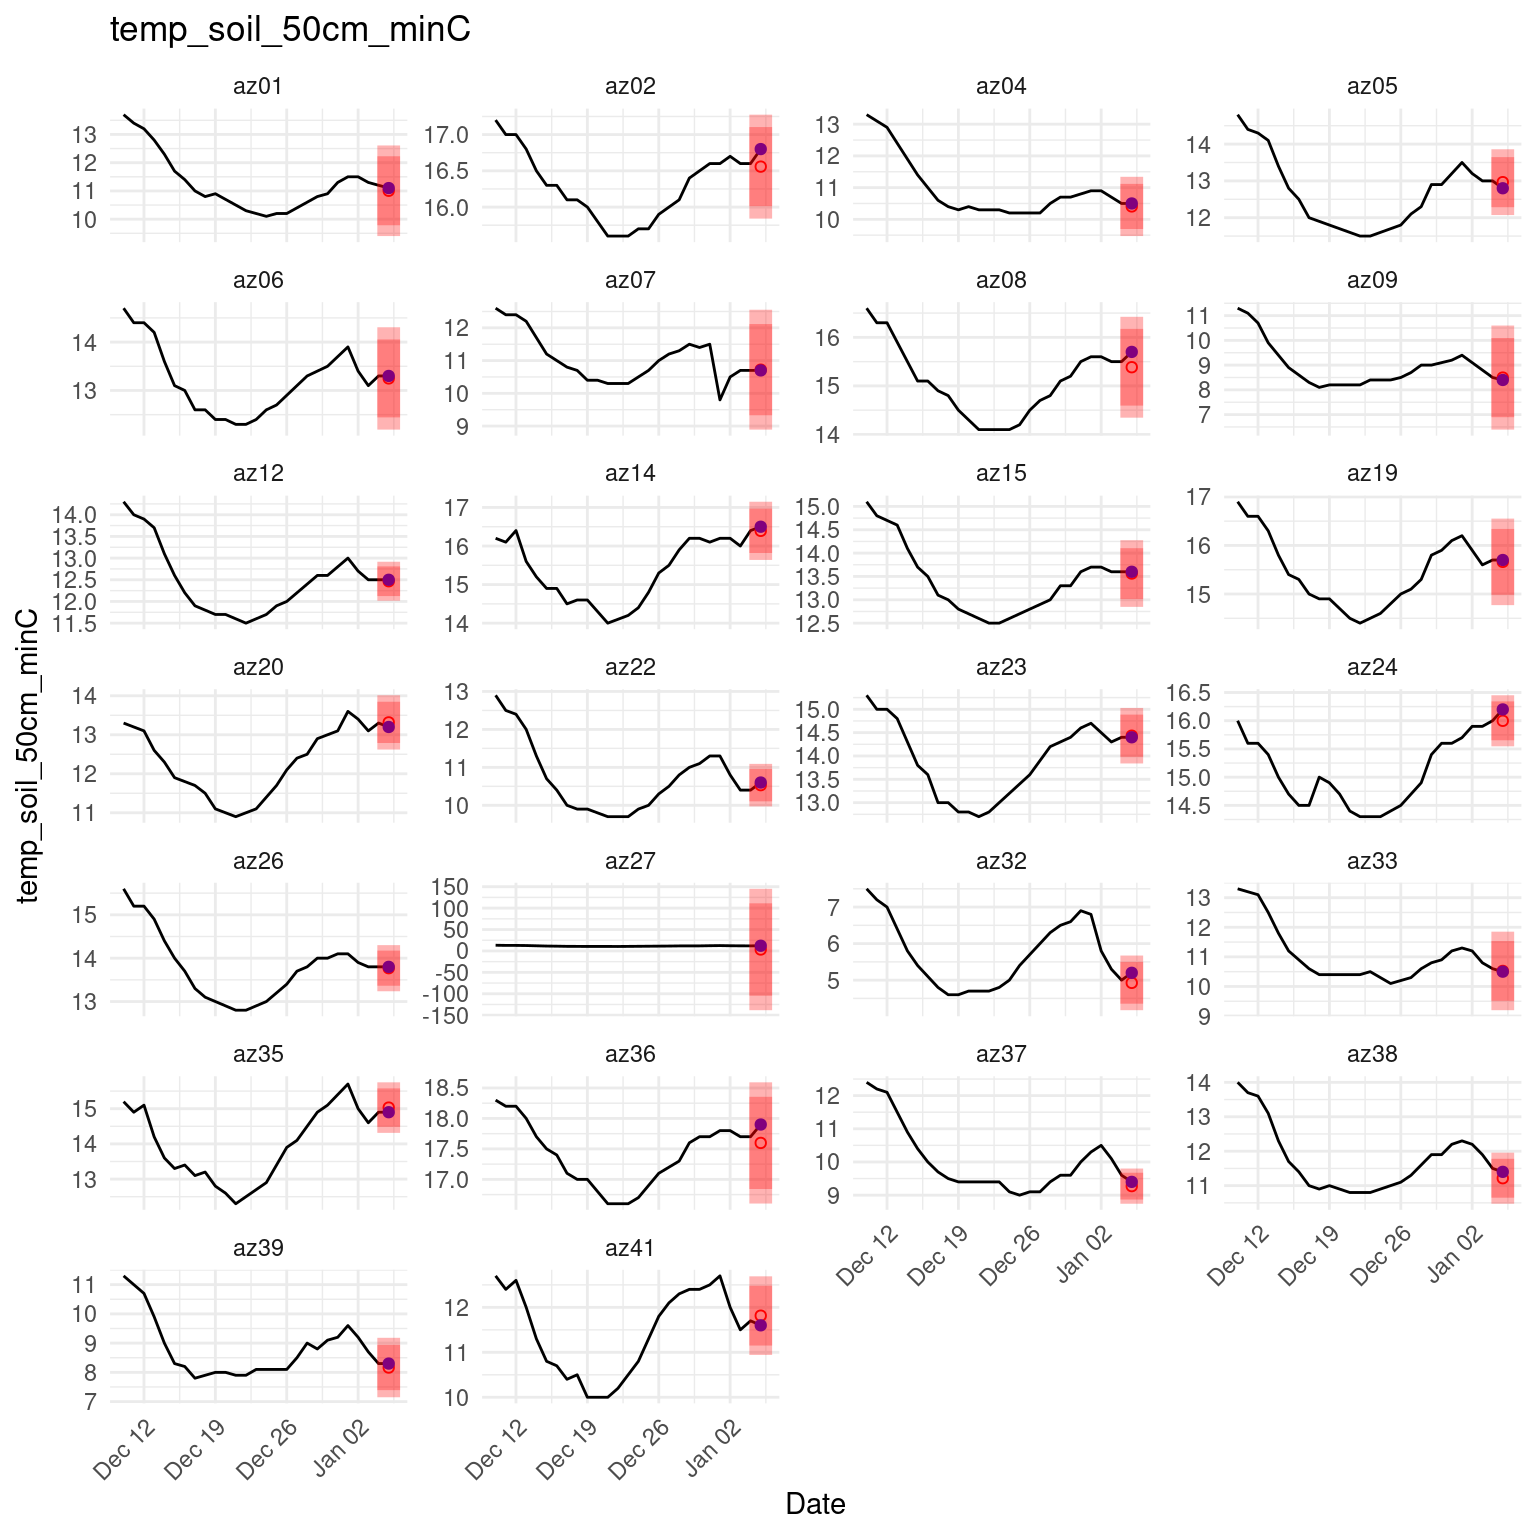 temp_soil_50cm_minC
az01 az02 az04 az05
13 12 11 10
17.0 16.5 16.0
13 12 11 10
14 13 12
az06 az07 az08 az09
14 13
12 11 10 9
16 15 14
11 10 9 8 7
az12 az14 az15 az19
14.0 13.5 13.0 12.5 12.0 11.5
17 16 15 14
15.0 14.5 14.0 13.5 13.0 12.5
17 16 15
temp_soil_50cm_minC
az20 az22 az23 az24
14 13 12 11
13 12 11 10
15.0 14.5 14.0 13.5 13.0
16.5 16.0 15.5 15.0 14.5
az26 az27 az32 az33
15 14 13
150 100 50 0 -50 -100 -150
7 6 5
13 12 11 10 9
az35 az36 az37 az38
15 14 13
18.5 18.0 17.5 17.0
12 11 10 9
14 13 12 11
Dec 12 Dec 19 Dec 26 Jan 02
Dec 12 Dec 19 Dec 26 Jan 02
az39 az41
11 10 9 8 7
12 11 10
Dec 12 Dec 19 Dec 26 Jan 02
Dec 12 Dec 19 Dec 26 Jan 02
Date